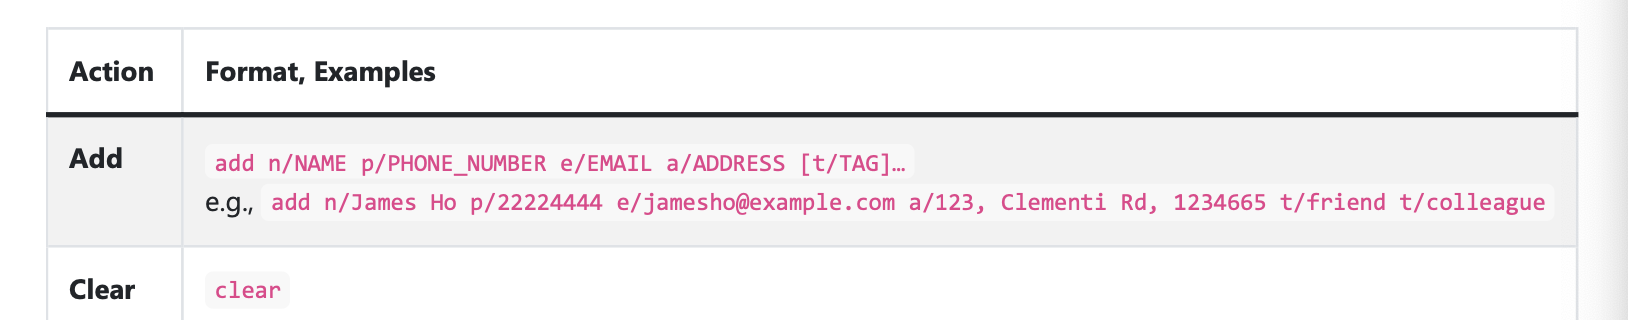 Action Format, Examples
Add add n/NAME p/PHONE_NUMBER e/EMAIL a/ADDRESS [t/TAG]…
e.g., add n/James Ho p/22224444 e/jamesho@example.com a/123, Clementi Rd, 1234665 t/friend t/colleague
Clear clear